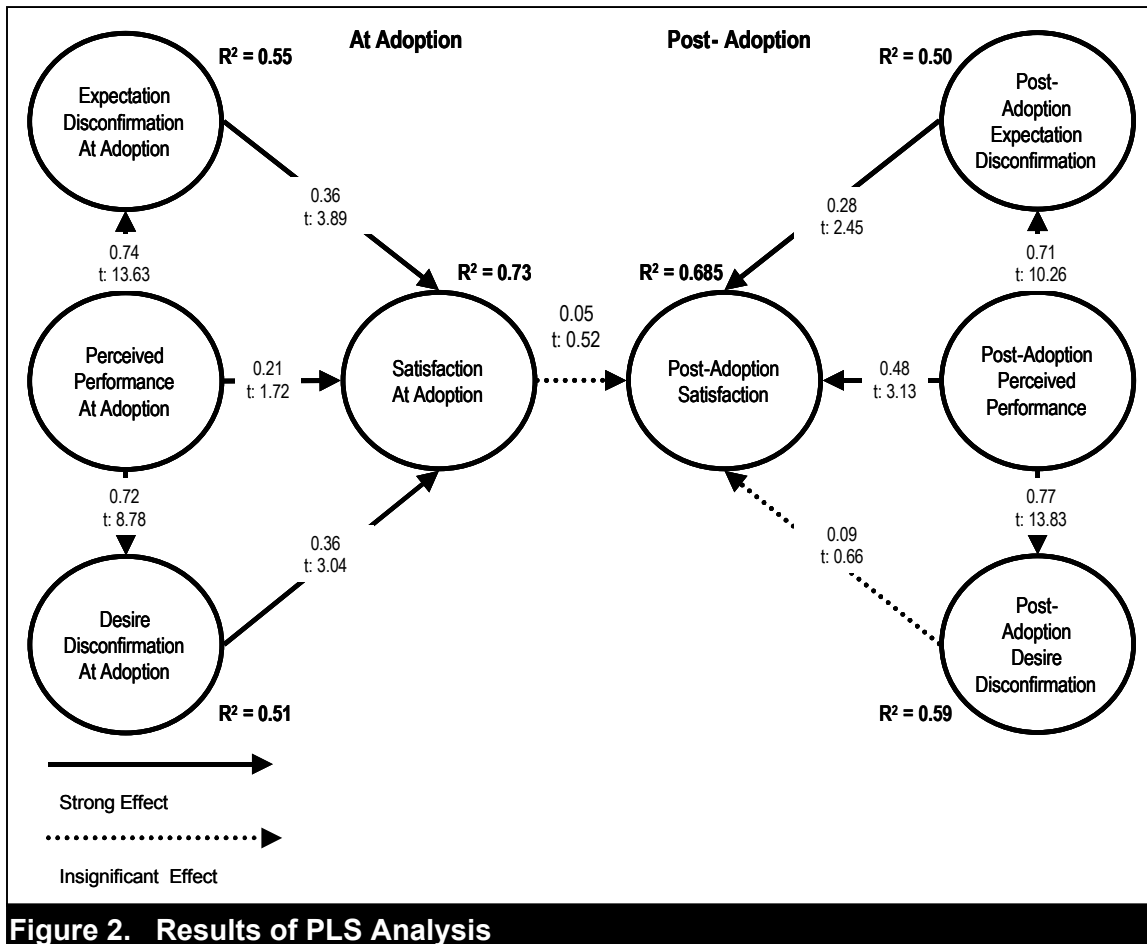 At Adoption
Post- Adoption
R² = 0.55
Expectation
Disconfirmation
At Adoption
R² = 0.50
Post-
Adoption
Expectation
Disconfirmation
0.36
t: 3.89
0.28
t: 2.45
0.74
t: 13.63
0.71
t: 10.26
R² = 0.73
R² = 0.685
Perceived
Performance
At Adoption
0.21
t: 1.72
Satisfaction
At Adoption
0.05
t: 0.52
Post-Adoption
Satisfaction
0.48
t: 3.13
Post-Adoption
Perceived
Performance
0.72
t: 8.78
0.77
t: 13.83
0.36
t: 3.04
0.09
t: 0.66
Desire
Disconfirmation
At Adoption
R² = 0.51
Post-
Adoption
Desire
Disconfirmation
R² = 0.59
Strong Effect
Insignificant Effect
Figure 2. Results of PLS Analysis